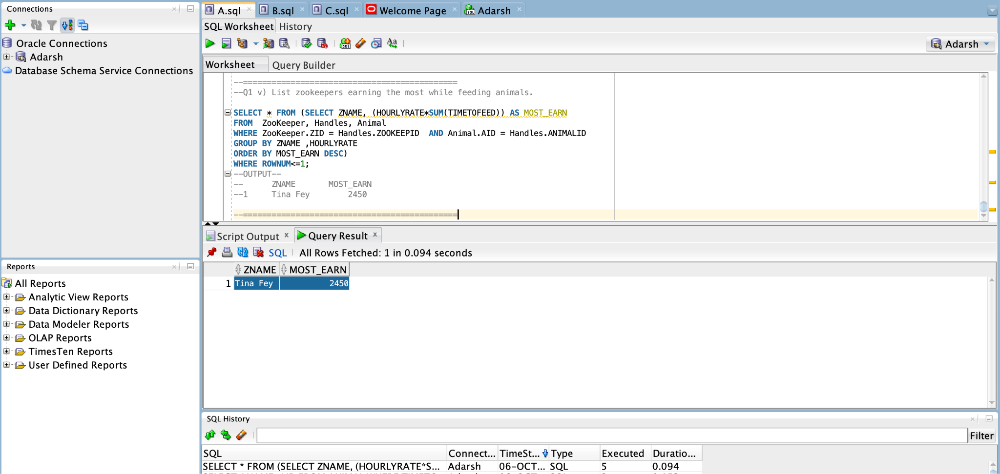 Connections
Oracle Connections
Adarsh
Database Schema Service Connections
Reports
All Reports
Analytic View Reports
Data Dictionary Reports
Data Modeler Reports
OLAP Reports
TimesTen Reports
User Defined Reports
A.sql
B.sql
C.sql
Welcome Page
Adarsh
SQL Worksheet
History
Adarsh
Worksheet
Query Builder
--=============================================
--Q1 v) List zookeepers earning the most while feeding animals.
SELECT * FROM (SELECT ZNAME, (HOURLYRATE*SUM(TIMETOFEED)) AS MOST_EARN
FROM  ZooKeeper, Handles, Animal
WHERE ZooKeeper.ZID = Handles.ZOOKEEPID  AND Animal.AID = Handles.ANIMALID
GROUP BY ZNAME ,HOURLYRATE
ORDER BY MOST_EARN DESC)
WHERE ROWNUM<=1;
--OUTPUT--
--      ZNAME       MOST_EARN
--1     Tina Fey        2450
--=============================================
Script Output
Query Result
SQL
All Rows Fetched: 1 in 0.094 seconds
ZNAME MOST_EARN
1 Tina Fey 2450
SQL History
Filter
SQL Connect... TimeSt... Type Executed Duratio...
SELECT * FROM (SELECT ZNAME, (HOURLYRATE*S... Adarsh 06-OCT... SQL 5 0.094